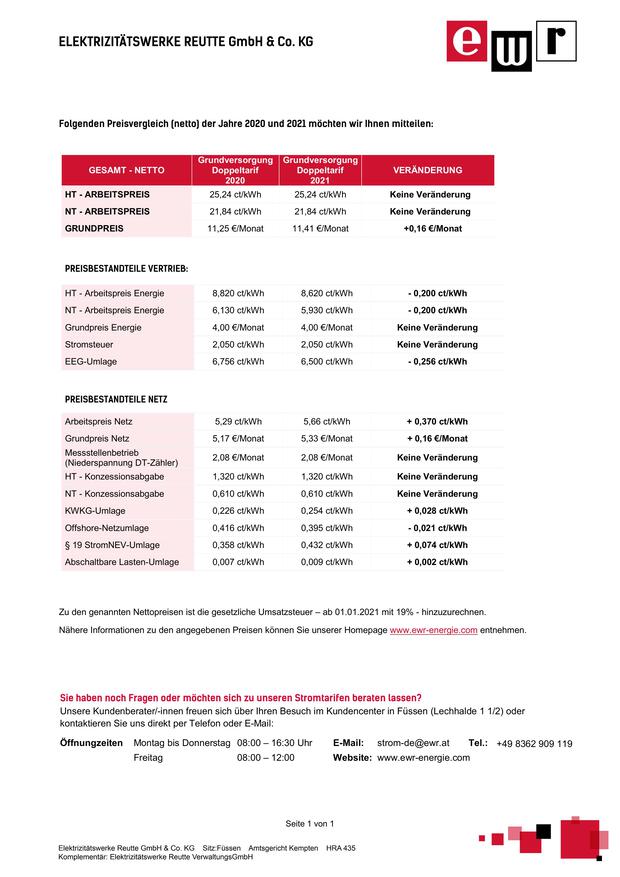 ELEKTRIZITÄTSWERKE REUTTE GmbH & Co. KG
e w r
Folgenden Preisvergleich (netto) der Jahre 2020 und 2021 möchten wir Ihnen mitteilen:
GESAMT - NETTO Grundversorgung Doppeltarif 2020 Grundversorgung Doppeltarif 2021 VERÄNDERUNG
HT - ARBEITSPREIS 25,24 ct/kWh 25,24 ct/kWh Keine Veränderung
NT - ARBEITSPREIS 21,84 ct/kWh 21,84 ct/kWh Keine Veränderung
GRUNDPREIS 11,25 €/Monat 11,41 €/Monat +0,16 €/Monat
PREISBESTANDTEILE VERTRIEB:
HT - Arbeitspreis Energie 8,820 ct/kWh 8,620 ct/kWh - 0,200 ct/kWh
NT - Arbeitspreis Energie 6,130 ct/kWh 5,930 ct/kWh - 0,200 ct/kWh
Grundpreis Energie 4,00 €/Monat 4,00 €/Monat Keine Veränderung
Stromsteuer 2,050 ct/kWh 2,050 ct/kWh Keine Veränderung
EEG-Umlage 6,756 ct/kWh 6,500 ct/kWh - 0,256 ct/kWh
PREISBESTANDTEILE NETZ
Arbeitspreis Netz 5,29 ct/kWh 5,66 ct/kWh + 0,370 ct/kWh
Grundpreis Netz 5,17 €/Monat 5,33 €/Monat + 0,16 €/Monat
Messstellenbetrieb
(Niederspannung DT-Zähler) 2,08 €/Monat 2,08 €/Monat Keine Veränderung
HT - Konzessionsabgabe 1,320 ct/kWh 1,320 ct/kWh Keine Veränderung
NT - Konzessionsabgabe 0,610 ct/kWh 0,610 ct/kWh Keine Veränderung
KWKG-Umlage 0,226 ct/kWh 0,254 ct/kWh + 0,028 ct/kWh
Offshore-Netzumlage 0,416 ct/kWh 0,395 ct/kWh - 0,021 ct/kWh
§ 19 StromNEV-Umlage 0,358 ct/kWh 0,432 ct/kWh + 0,074 ct/kWh
Abschaltbare Lasten-Umlage 0,007 ct/kWh 0,009 ct/kWh + 0,002 ct/kWh
Zu den genannten Nettopreisen ist die gesetzliche Umsatzsteuer – ab 01.01.2021 mit 19% - hinzuzurechnen.
Nähere Informationen zu den angegebenen Preisen können Sie unserer Homepage www.ewr-energie.com entnehmen.
Sie haben noch Fragen oder möchten sich zu unseren Stromtarifen beraten lassen?
Unsere Kundenberater/-innen freuen sich über Ihren Besuch im Kundencenter in Füssen (Lechhalde 1 1/2) oder
kontaktieren Sie uns direkt per Telefon oder E-Mail:
Öffnungzeiten Montag bis Donnerstag 08:00 – 16:30 Uhr E-Mail: strom-de@ewr.at Tel.: +49 8362 909 119
Freitag 08:00 – 12:00 Website: www.ewr-energie.com
Seite 1 von 1
Elektrizitätswerke Reutte GmbH & Co. KG Sitz:Füssen Amtsgericht Kempten HRA 435
Komplementär: Elektrizitätswerke Reutte VerwaltungsGmbH